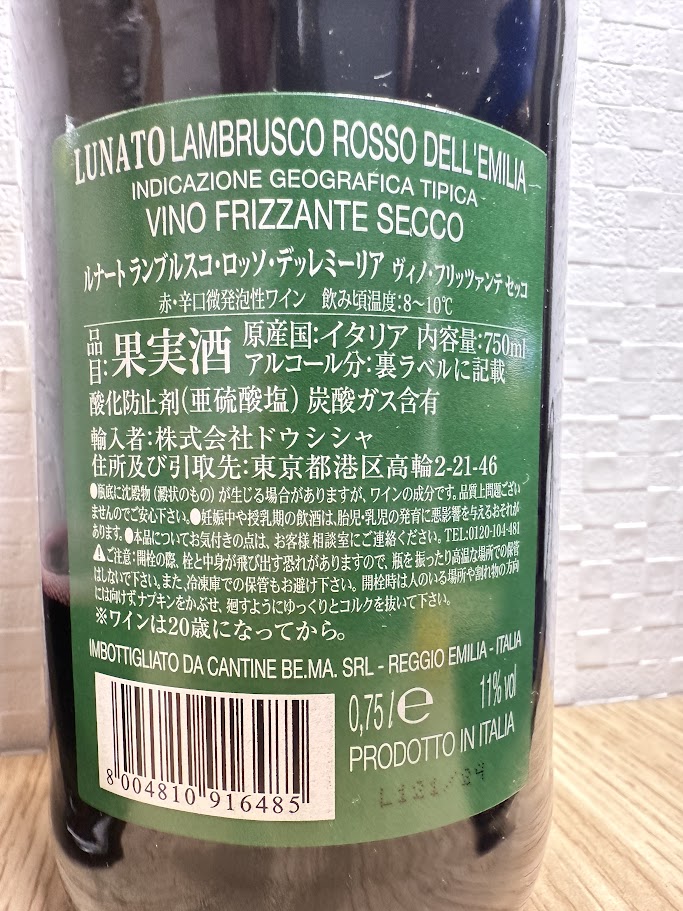 LUNATO LAMBRUSCO ROSSO DELL'EMILIA
INDICAZIONE GEOGRAFICA TIPICA
VINO FRIZZANTE SECCO
ルナート ランブルスコ・ロッソ・デッレミーリア ヴィノ・フリッツァンテ セッコ
赤・辛口微発泡性ワイン 飲み頃温度:8～10℃
品目:果実酒 原産国:イタリア 内容量:750ml
アルコール分:裏ラベルに記載
酸化防止剤(亜硫酸塩) 炭酸ガス含有
輸入者:株式会社ドウシシャ
住所及び引取先:東京都港区高輪2-21-46
●瓶底に沈殿物(澱状のもの)が生じる場合がありますが、ワインの成分です。品質上問題ござい
ませんのでご安心下さい。●妊娠中や授乳期の飲酒は、胎児・乳児の発育に悪影響を与えるおそれが
あります。●本品についてお気付きの点は、お客様相談室にご連絡ください。TEL:0120-104-481
⚠ご注意:開栓の際、栓と中身が飛び出す恐れがありますので、瓶を振ったり高温な場所での保管
はしないで下さい。また、冷凍庫での保管もお避け下さい。開栓時は人のいる場所や割れ物の方向
には向けず、ナプキンをかぶせ、廻すようにゆっくりとコルクを抜いて下さい。
※ワインは20歳になってから。
IMBOTTIGLIATO DA CANTINE BE.MA. SRL - REGGIO EMILIA - ITALIA
0,75 l e 11% vol
PRODOTTO IN ITALIA
8 004810 916485
L101/04